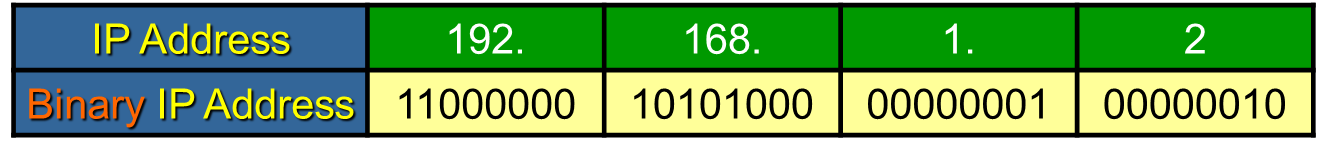 IP Address 192. 168. 1. 2
Binary IP Address 11000000 10101000 00000001 00000010